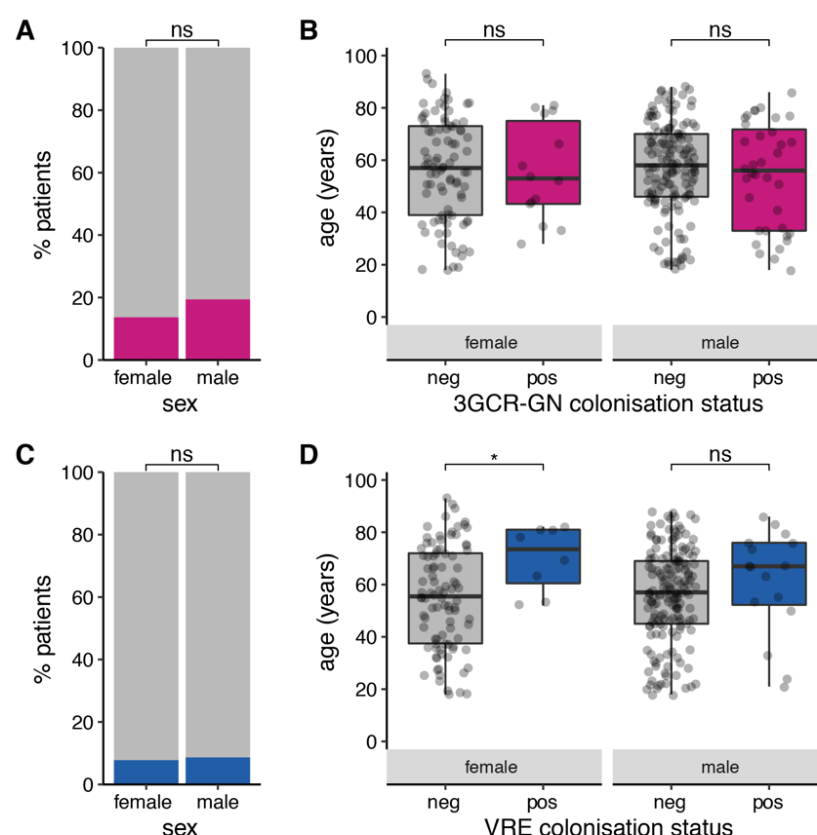 A
ns
100
80
60
40
20
0
% patients
female male
sex
B
ns ns
100
80
60
40
20
0
age (years)
female male
neg pos neg pos
3GCR-GN colonisation status
C
ns
100
80
60
40
20
0
% patients
female male
sex
D
* ns
100
80
60
40
20
0
age (years)
female male
neg pos neg pos
VRE colonisation status